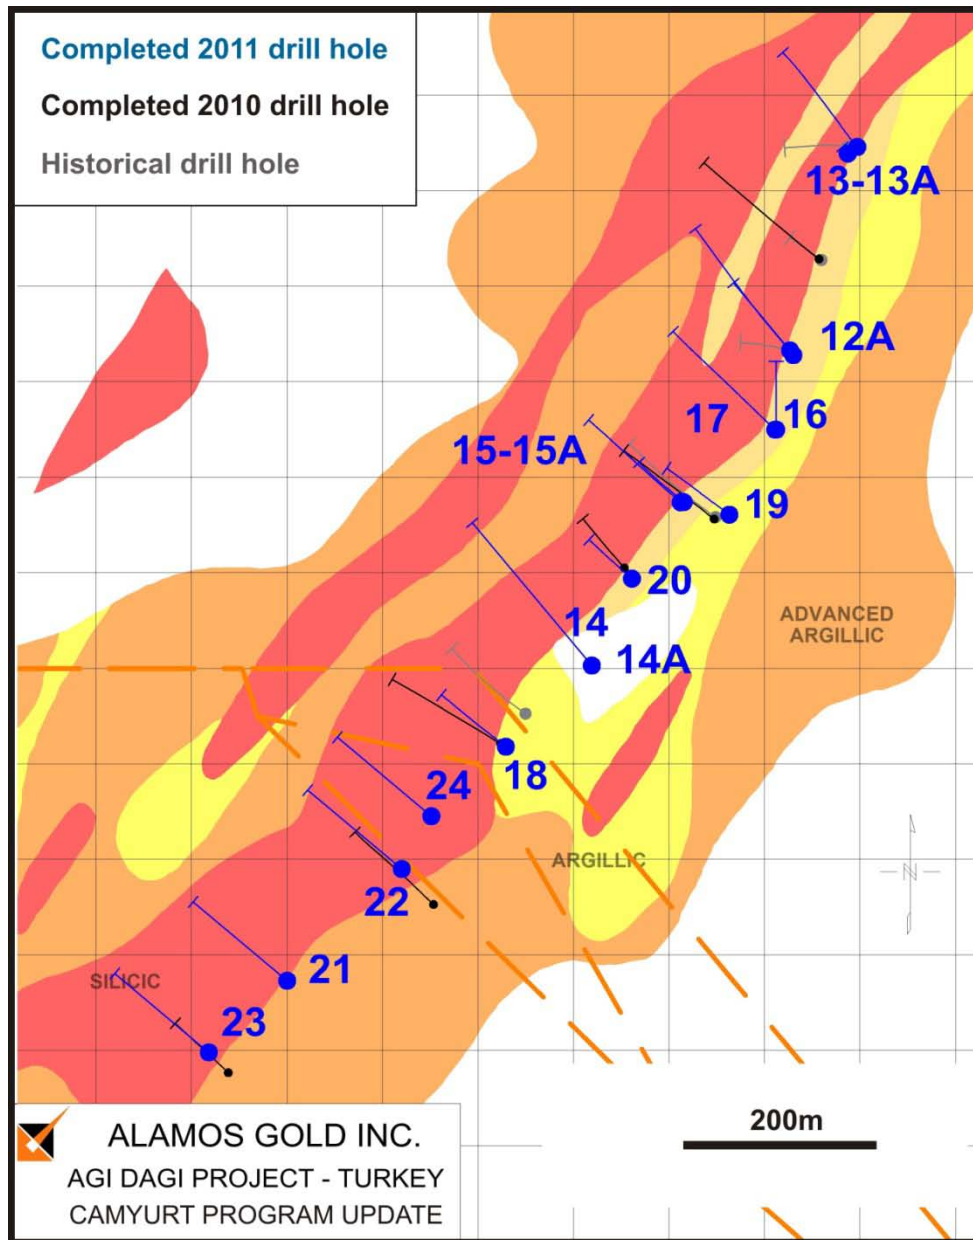 Completed 2011 drill hole
Completed 2010 drill hole
Historical drill hole
13-13A
12A
17
16
15-15A
19
20
ADVANCED
ARGILLIC
14
14A
18
24
ARGILLIC
N
22
SILICIC
21
23
200m
ALAMOS GOLD INC.
AGI DAGI PROJECT - TURKEY
CAMYURT PROGRAM UPDATE